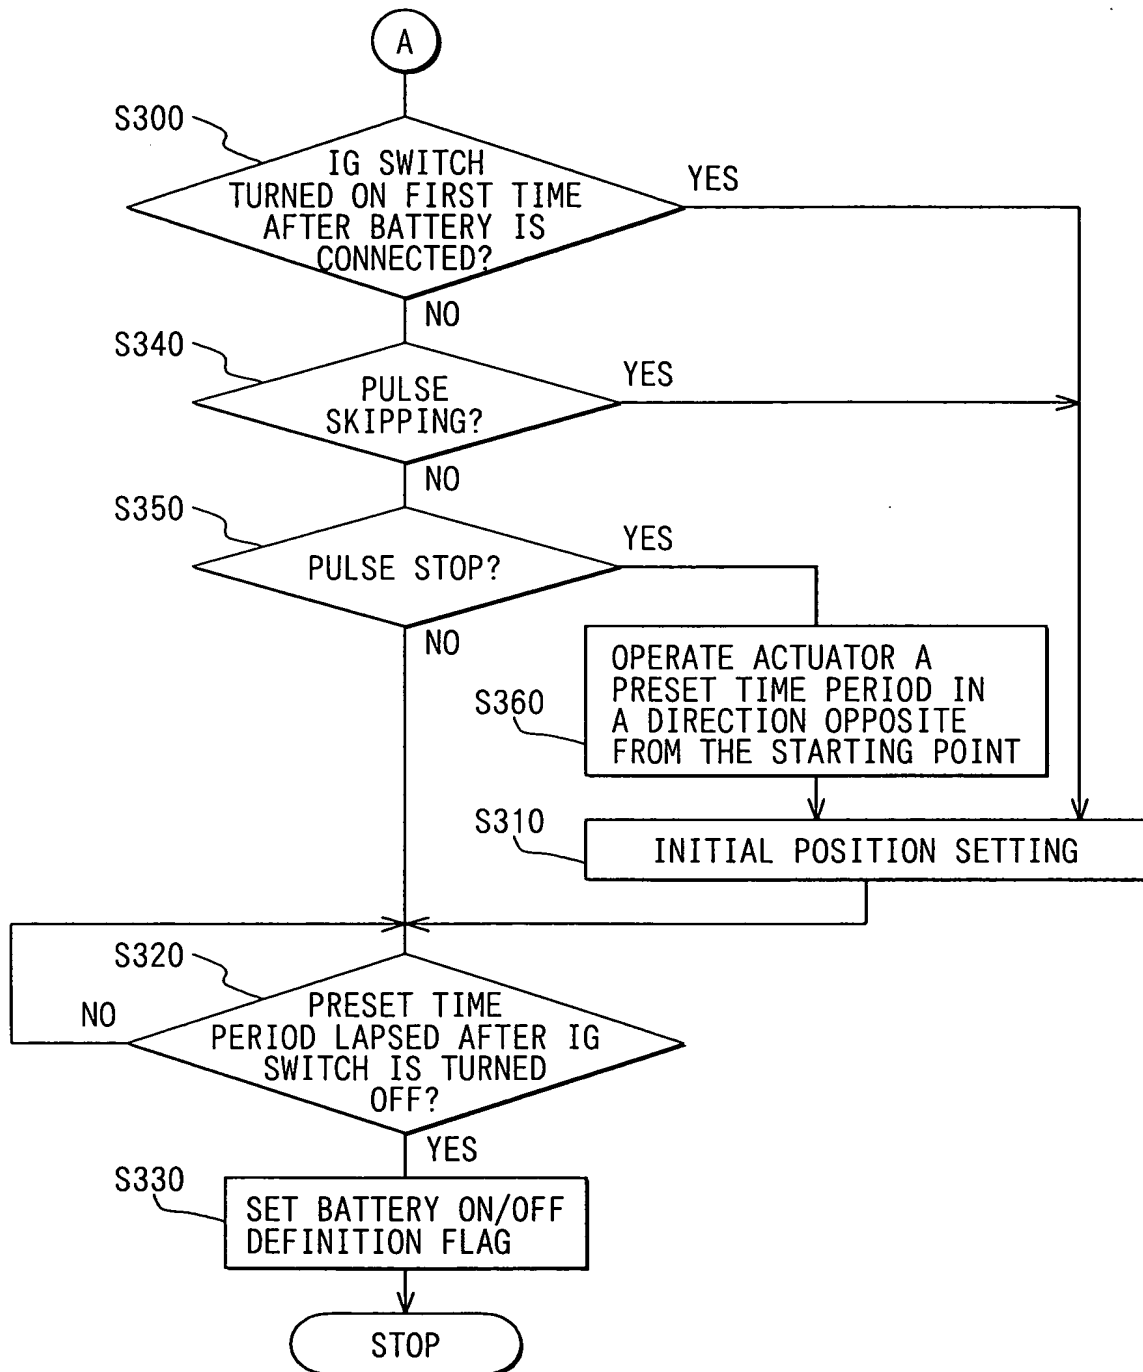 A
S300
IG SWITCH
TURNED ON FIRST TIME
AFTER BATTERY IS
CONNECTED?
YES
NO
S340
PULSE
SKIPPING?
YES
NO
S350
PULSE STOP?
YES
NO
S360
OPERATE ACTUATOR A
PRESET TIME PERIOD IN
A DIRECTION OPPOSITE
FROM THE STARTING POINT
S310
INITIAL POSITION SETTING
S320
NO
PRESET TIME
PERIOD LAPSED AFTER IG
SWITCH IS TURNED
OFF?
YES
S330
SET BATTERY ON/OFF
DEFINITION FLAG
STOP